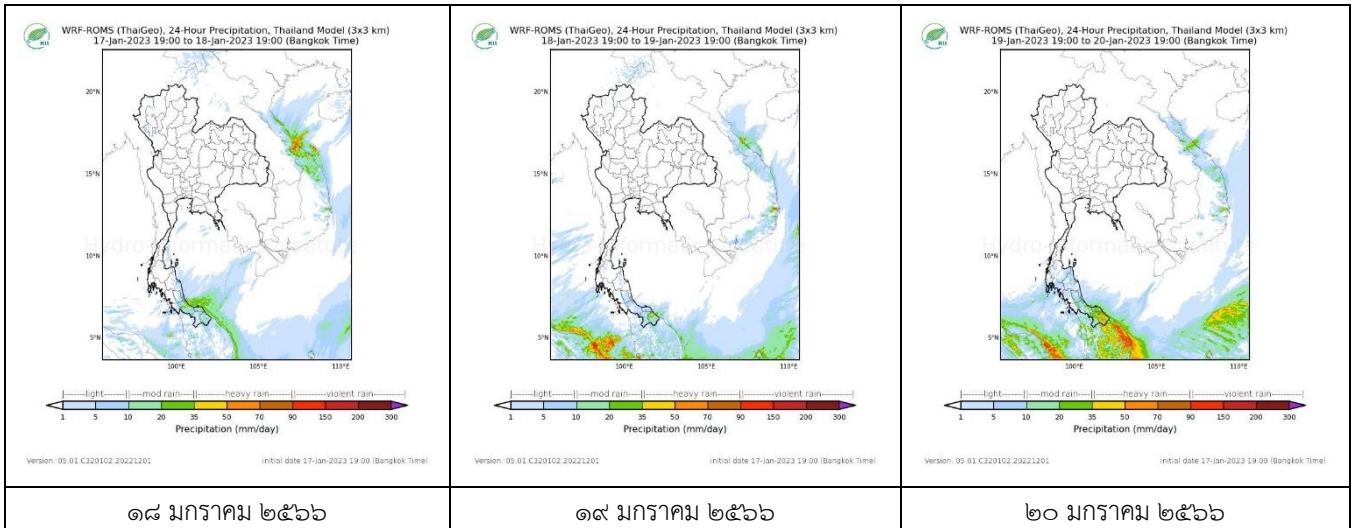 WRF-ROMS (ThaiGeo), 24-Hour Precipitation, Thailand Model (3x3 km)
17-Jan-2023 19:00 to 18-Jan-2023 19:00 (Bangkok Time)
HII
20°N
15°N
10°N
5°N
100°E 105°E 110°E
Hydro-Informatics Institute
|-------light------||---mod rain---||------heavy rain------||------violent rain------|
1 5 10 20 35 50 70 90 150 200 300
Precipitation (mm/day)
Version: 05.01.C320102.20221201 initial date 17-Jan-2023 19:00 (Bangkok Time)
๑๘ มกราคม ๒๕๖๖
WRF-ROMS (ThaiGeo), 24-Hour Precipitation, Thailand Model (3x3 km)
18-Jan-2023 19:00 to 19-Jan-2023 19:00 (Bangkok Time)
HII
20°N
15°N
10°N
5°N
100°E 105°E 110°E
Hydro-Informatics Institute
|-------light------||---mod rain---||------heavy rain------||------violent rain------|
1 5 10 20 35 50 70 90 150 200 300
Precipitation (mm/day)
Version: 05.01.C320102.20221201 initial date 17-Jan-2023 19:00 (Bangkok Time)
๑๙ มกราคม ๒๕๖๖
WRF-ROMS (ThaiGeo), 24-Hour Precipitation, Thailand Model (3x3 km)
19-Jan-2023 19:00 to 20-Jan-2023 19:00 (Bangkok Time)
HII
20°N
15°N
10°N
5°N
100°E 105°E 110°E
Hydro-Informatics Institute
|-------light------||---mod rain---||------heavy rain------||------violent rain------|
1 5 10 20 35 50 70 90 150 200 300
Precipitation (mm/day)
Version: 05.01.C320102.20221201 initial date 17-Jan-2023 19:00 (Bangkok Time)
๒๐ มกราคม ๒๕๖๖